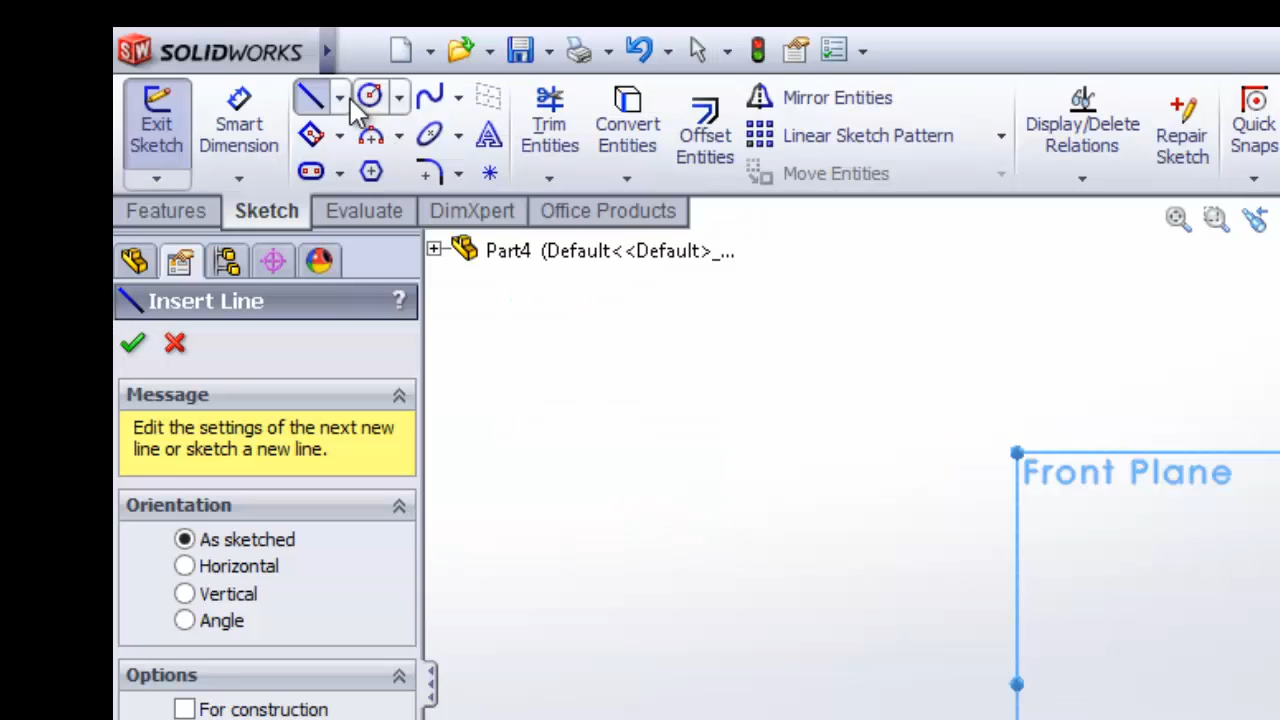 SW SOLIDWORKS
Exit Sketch
Smart Dimension
Trim Entities
Convert Entities
Offset Entities
Mirror Entities
Linear Sketch Pattern
Move Entities
Display/Delete Relations
Repair Sketch
Quick Snaps
Features Sketch Evaluate DimXpert Office Products
Part4 (Default<<Default>_...
Insert Line ?
Message
Edit the settings of the next new
line or sketch a new line.
Orientation
As sketched
Horizontal
Vertical
Angle
Options
For construction
Front Plane